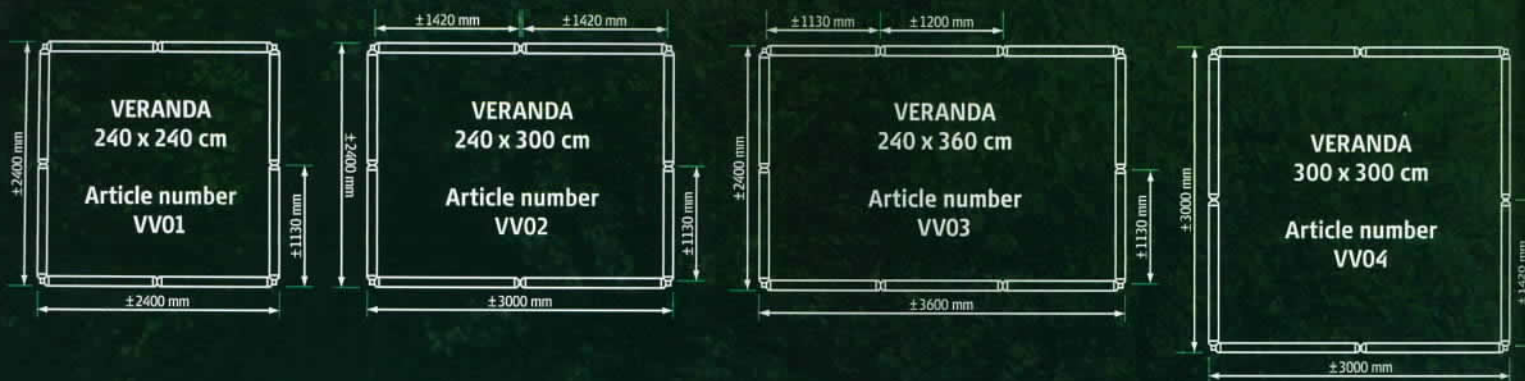 ±2400 mm
VERANDA
240 x 240 cm
Article number
VV01
±1130 mm
±2400 mm
±1420 mm
±1420 mm
±2400 mm
VERANDA
240 x 300 cm
Article number
VV02
±1130 mm
±3000 mm
±1130 mm
±1200 mm
±2400 mm
VERANDA
240 x 360 cm
Article number
VV03
±1130 mm
±3600 mm
±3000 mm
VERANDA
300 x 300 cm
Article number
VV04
±1420 mm
±3000 mm